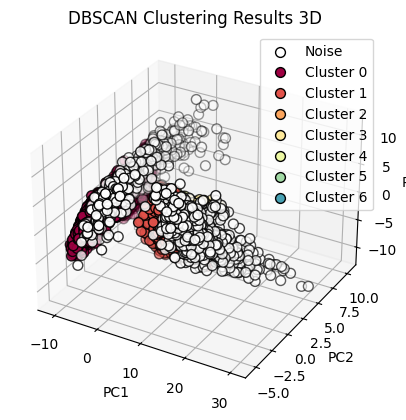 DBSCAN Clustering Results 3D
Noise
Cluster 0
Cluster 1
Cluster 2
Cluster 3
Cluster 4
Cluster 5
Cluster 6
10
5
0
−5
−10
10.0
7.5
5.0
2.5
0.0
−2.5
−5.0
PC2
−10
0
10
20
30
PC1